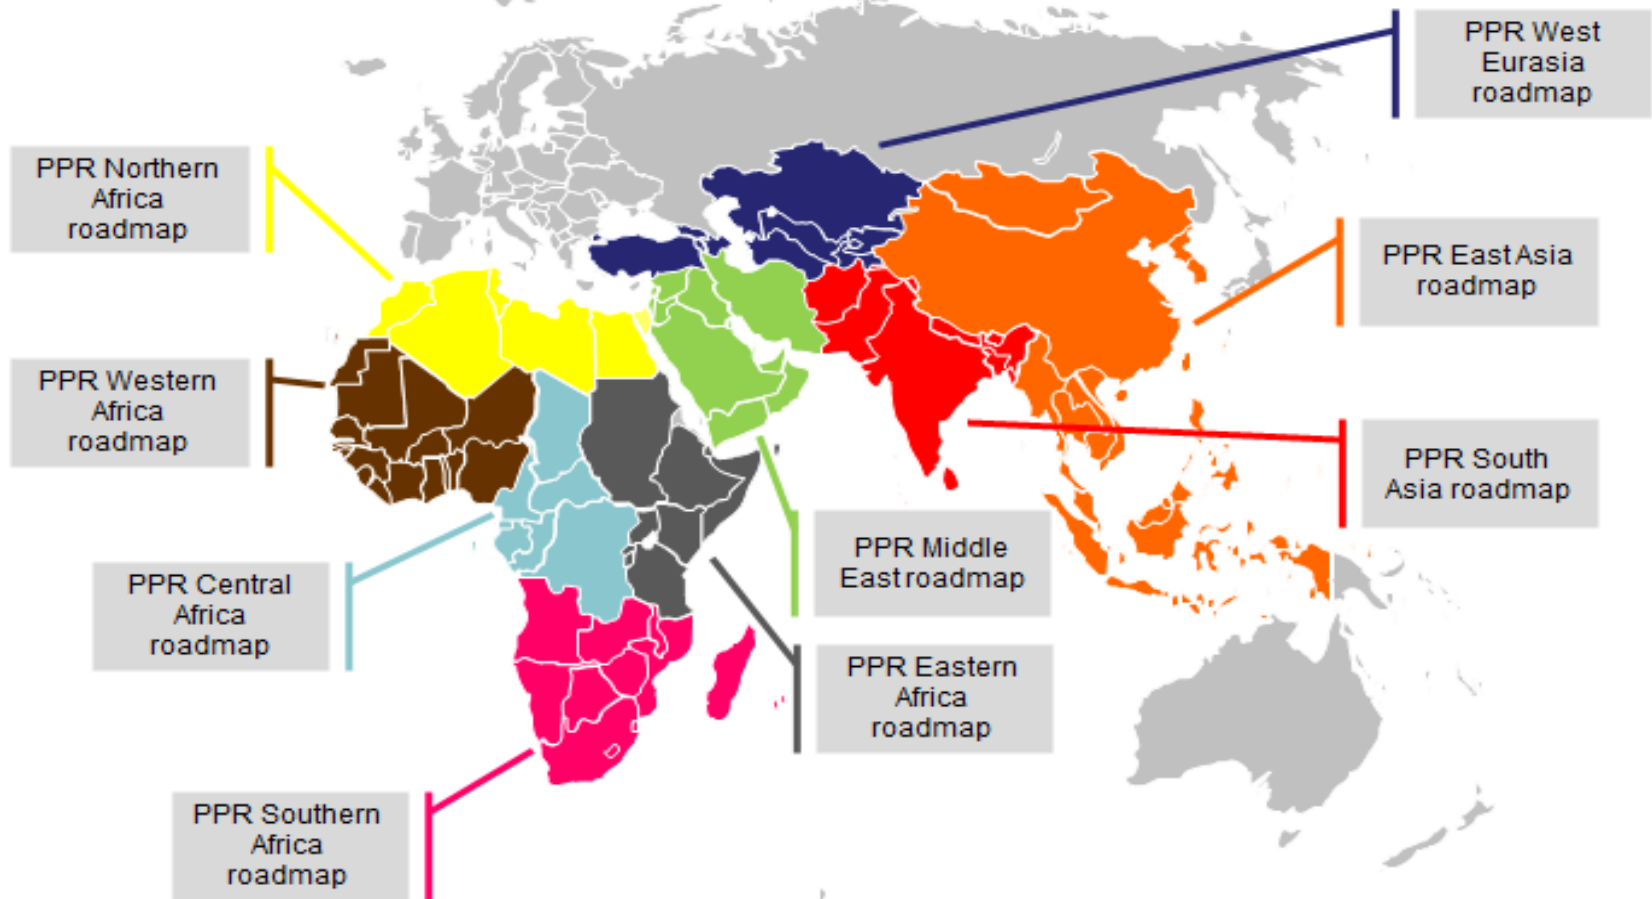 PPR West
Eurasia
roadmap
PPR Northern
Africa
roadmap
PPR East Asia
roadmap
PPR Western
Africa
roadmap
PPR South
Asia roadmap
PPR Middle
East roadmap
PPR Central
Africa
roadmap
PPR Eastern
Africa
roadmap
PPR Southern
Africa
roadmap